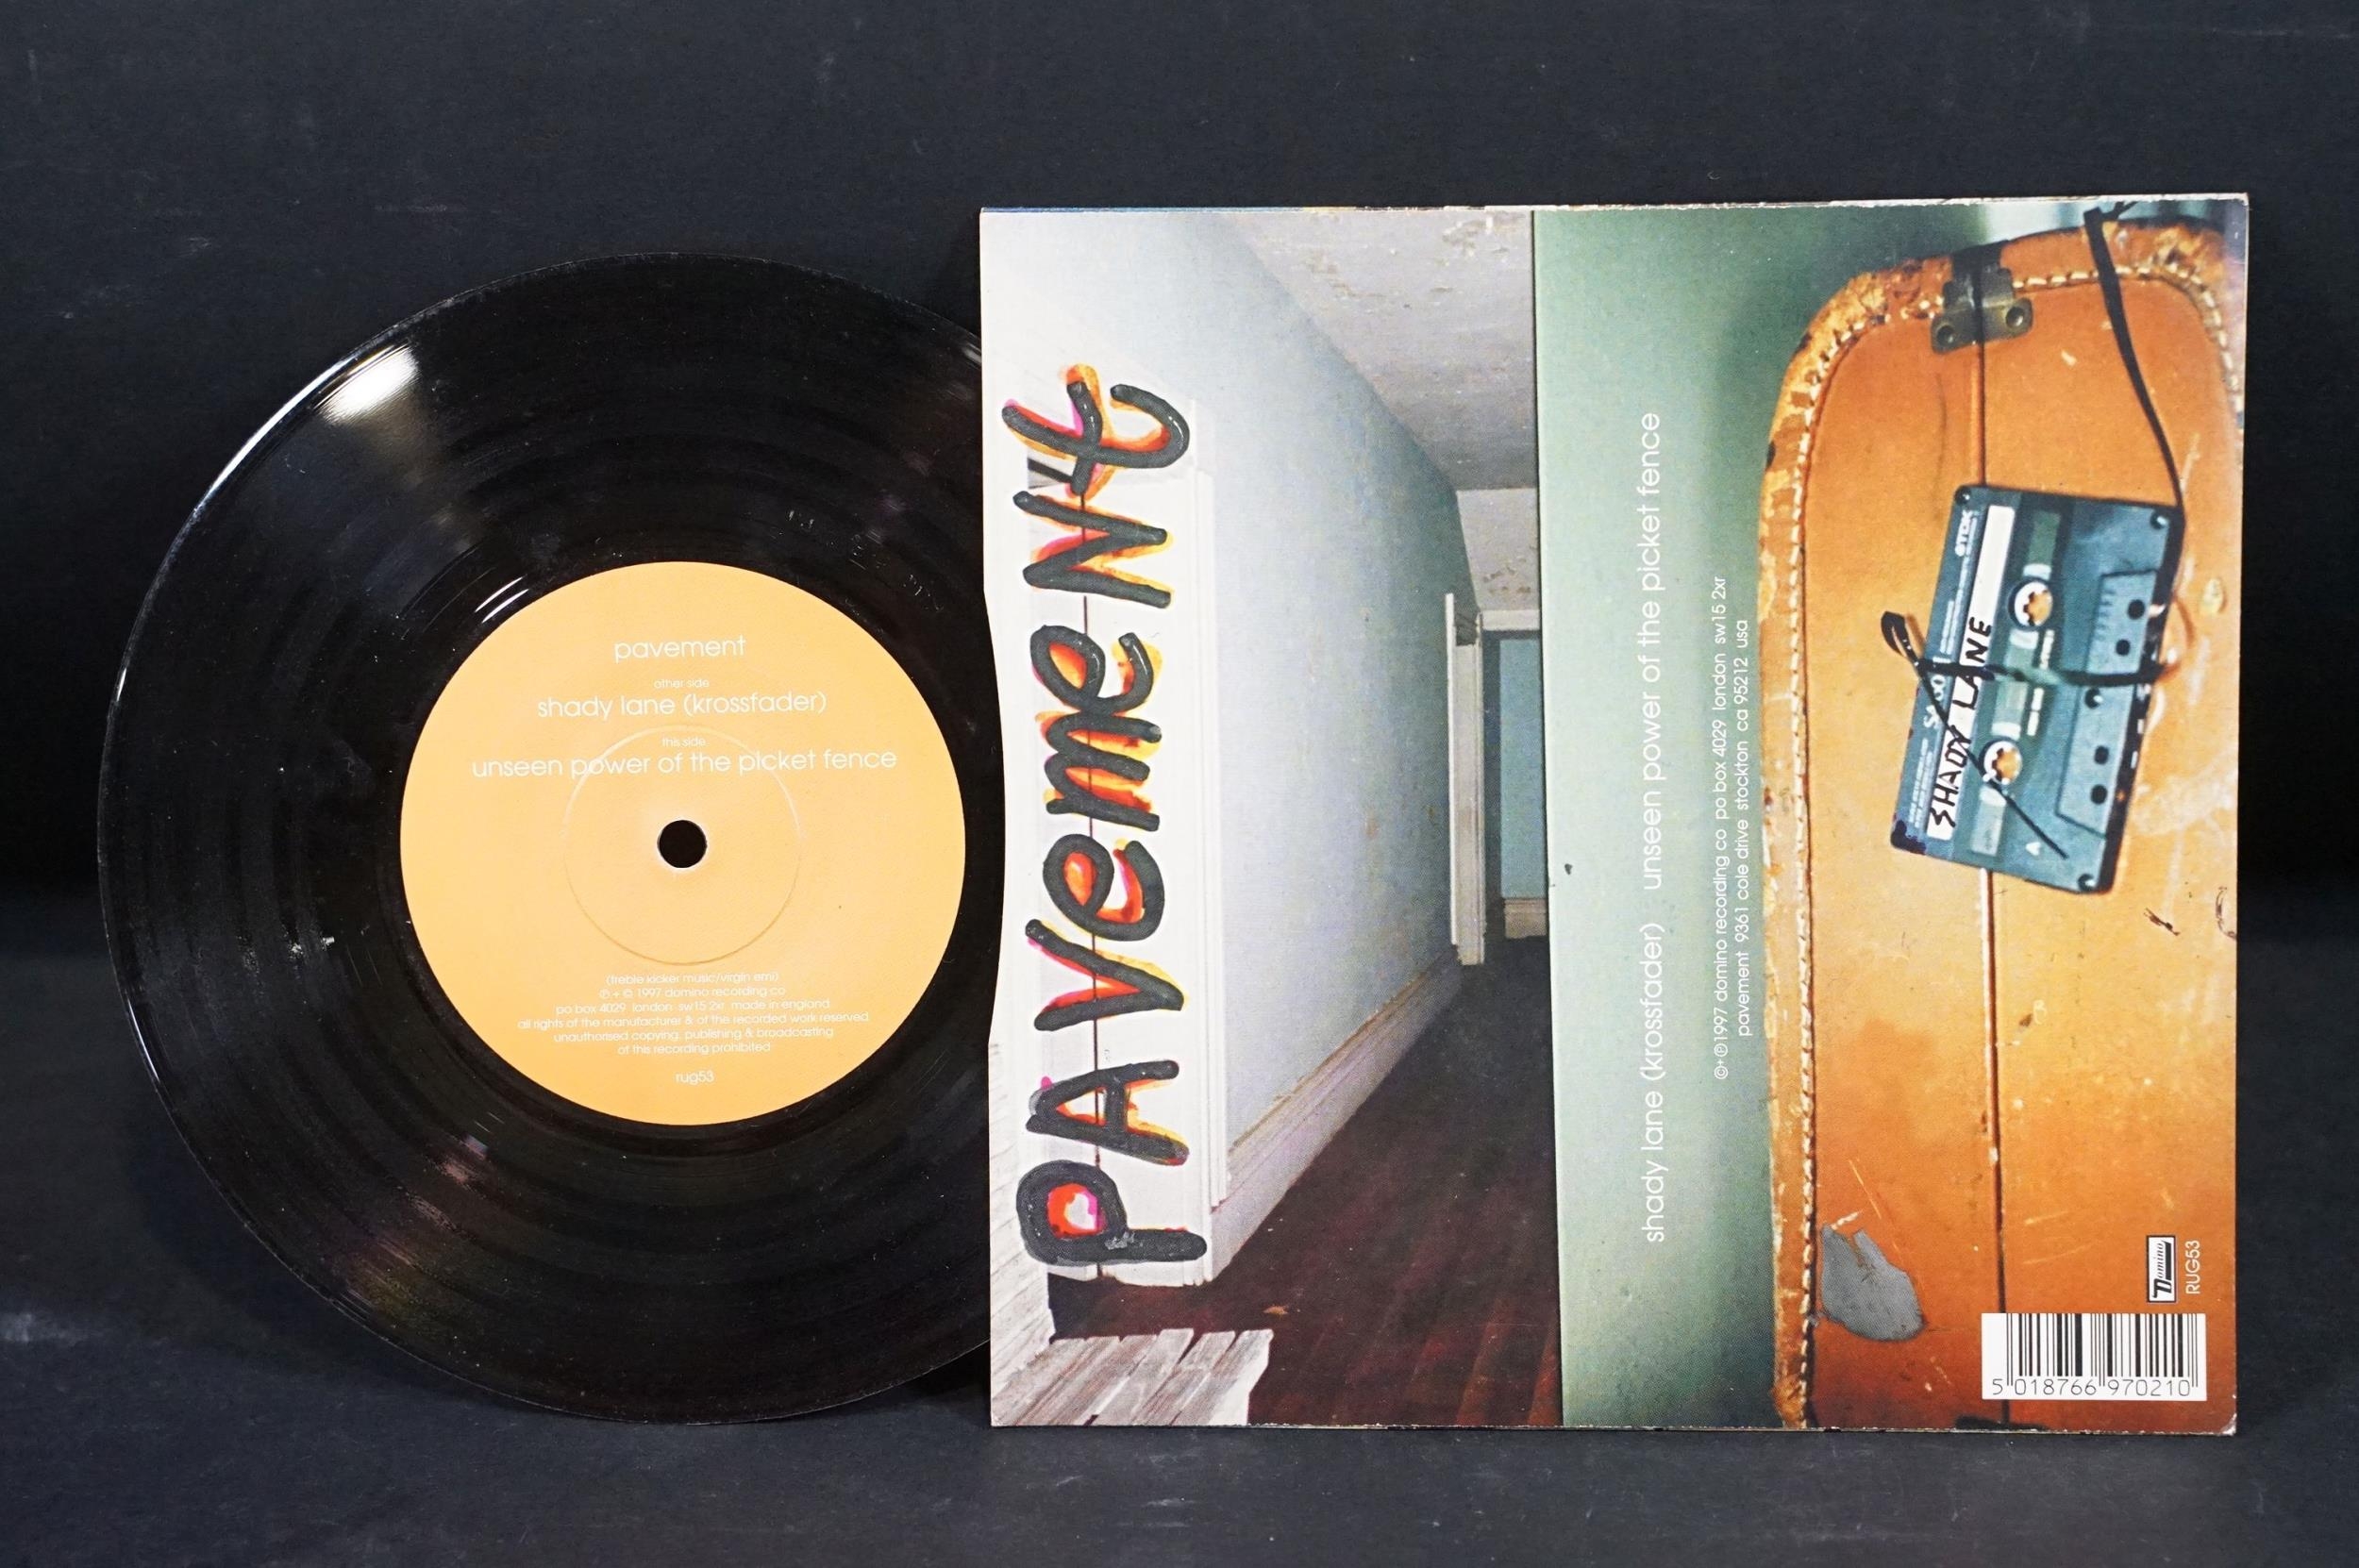 pavement
other side
shady lane (krossfader)
this side
unseen power of the picket fence
(treble kicker music/virgin emi)
℗ + © 1997 domino recording co
po box 4029 london sw15 2xr made in england
all rights of the manufacturer & of the recorded work reserved
unauthorised copying, publishing & broadcasting
of this recording prohibited
rug53
PAVemeNt
shady lane (krossfader) unseen power of the picket fence
©+℗1997 domino recording co po box 4029 london sw15 2xr
pavement 9361 cole drive stockton ca 95212 usa
TDK
SHADY LANE
A
Domino
RUG53
5 018766 970210